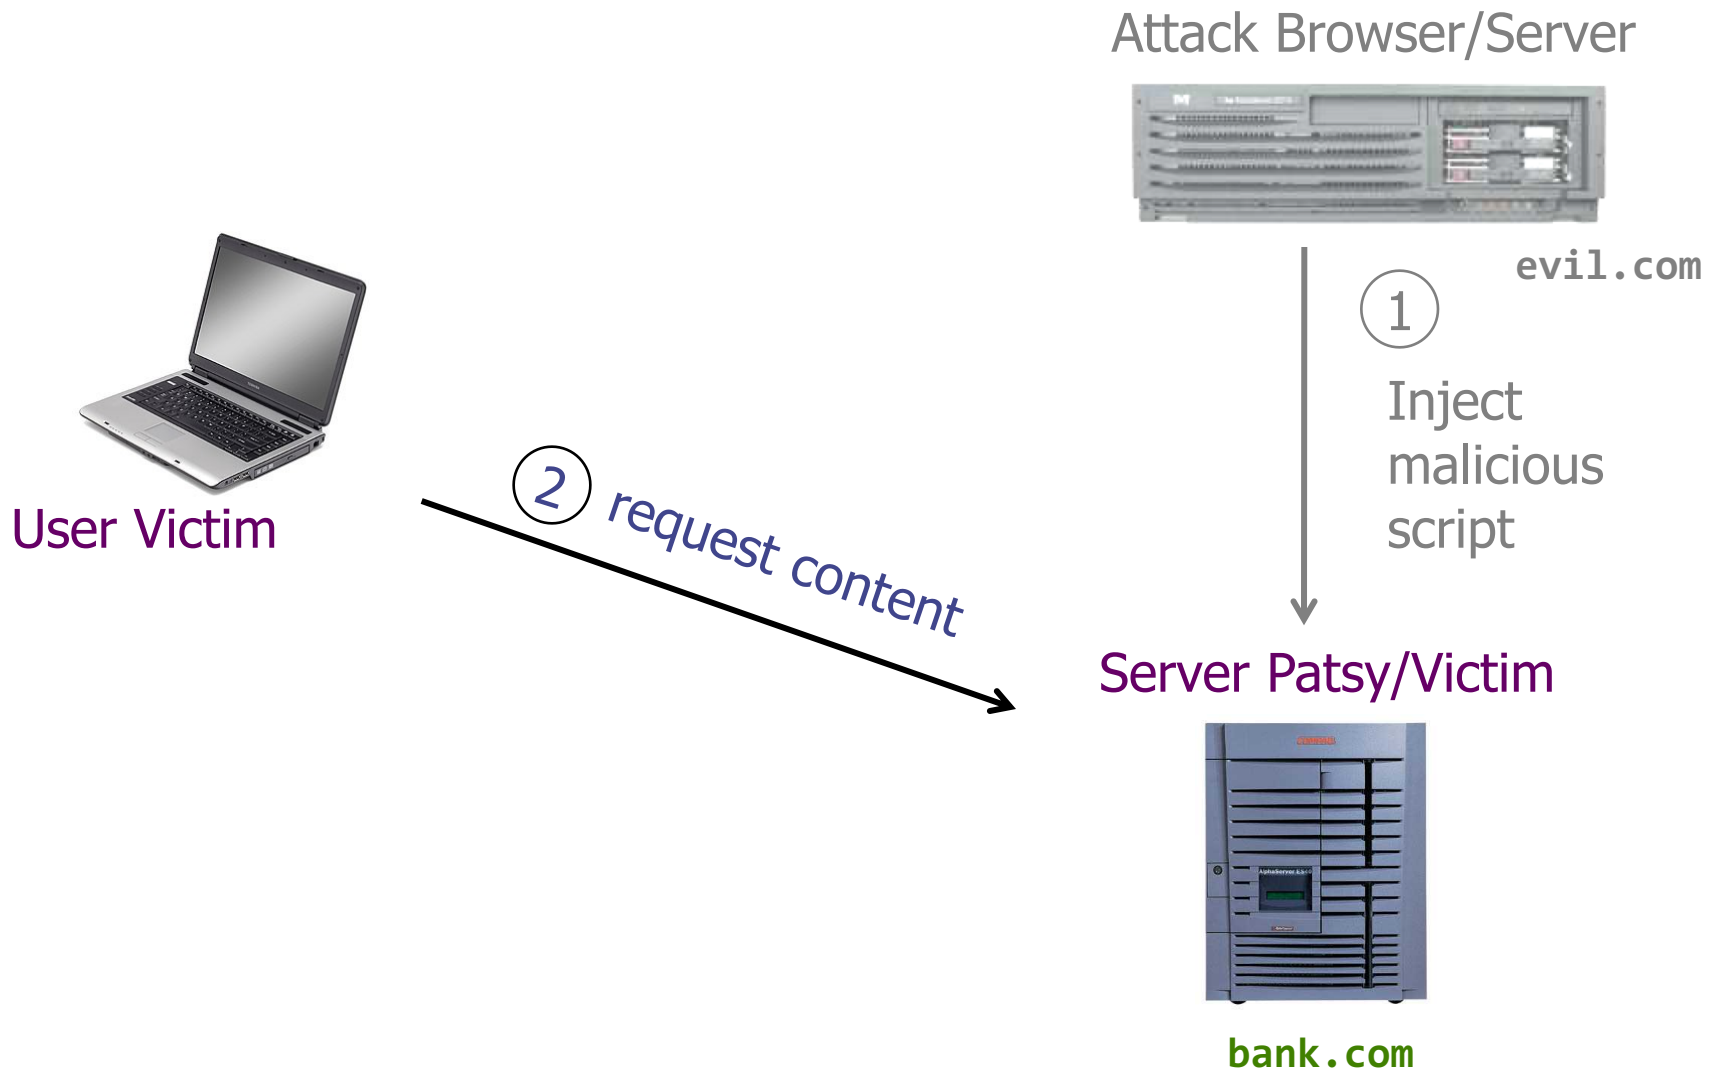 Attack Browser/Server
evil.com
1
Inject
malicious
script
User Victim
2 request content
Server Patsy/Victim
bank.com